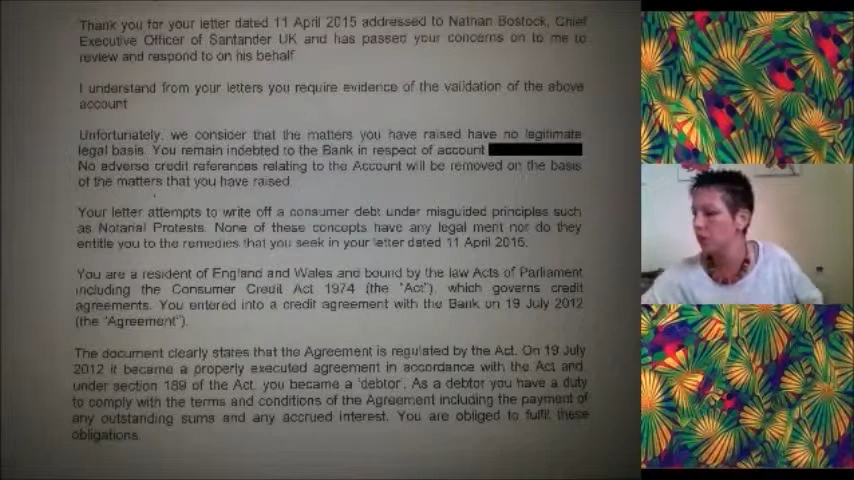 Thank you for your letter dated 11 April 2015 addressed to Nathan Bostock, Chief
Executive Officer of Santander UK and has passed your concerns on to me to
review and respond to on his behalf
I understand from your letters you require evidence of the validation of the above
account
Unfortunately, we consider that the matters you have raised have no legitimate
legal basis. You remain indebted to the Bank in respect of account
No adverse credit references relating to the Account will be removed on the basis
of the matters that you have raised.
Your letter attempts to write off a consumer debt under misguided principles such
as Notarial Protests. None of these concepts have any legal merit nor do they
entitle you to the remedies that you seek in your letter dated 11 April 2015.
You are a resident of England and Wales and bound by the law Acts of Parliament
including the Consumer Credit Act 1974 (the "Act"), which governs credit
agreements. You entered into a credit agreement with the Bank on 19 July 2012
(the "Agreement").
The document clearly states that the Agreement is regulated by the Act. On 19 July
2012 it became a properly executed agreement in accordance with the Act and,
under section 189 of the Act, you became a 'debtor'. As a debtor you have a duty
to comply with the terms and conditions of the Agreement including the payment of
any outstanding sums and any accrued interest. You are obliged to fulfil these
obligations.